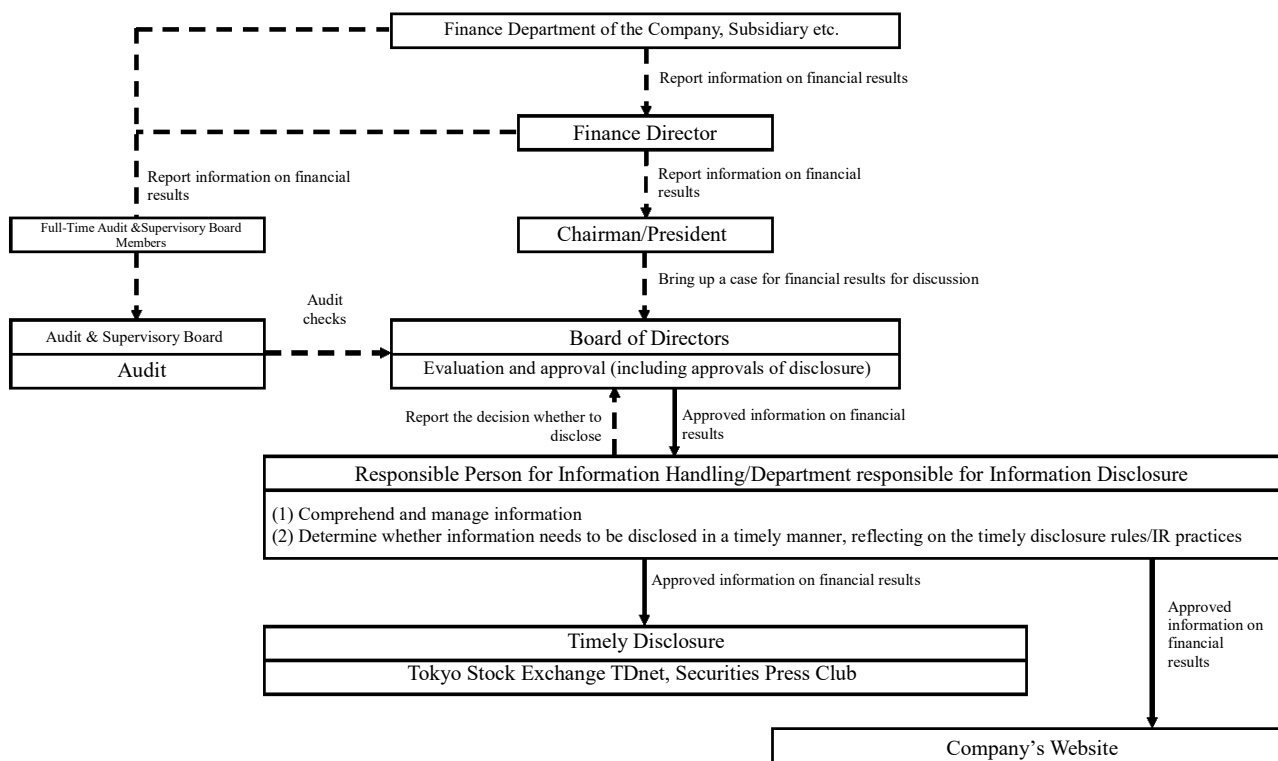 Finance Department of the Company, Subsidiary etc.
Report information on financial results
Finance Director
Report information on financial
results
Report information on financial
results
Full-Time Audit &Supervisory Board
Members
Chairman/President
Bring up a case for financial results for discussion
Audit
checks
Audit & Supervisory Board
Audit
Board of Directors
Evaluation and approval (including approvals of disclosure)
Report the decision whether to
disclose
Approved information on financial
results
Responsible Person for Information Handling/Department responsible for Information Disclosure
(1) Comprehend and manage information
(2) Determine whether information needs to be disclosed in a timely manner, reflecting on the timely disclosure rules/IR practices
Approved information on financial results
Approved
information on
financial
results
Timely Disclosure
Tokyo Stock Exchange TDnet, Securities Press Club
Company’s Website